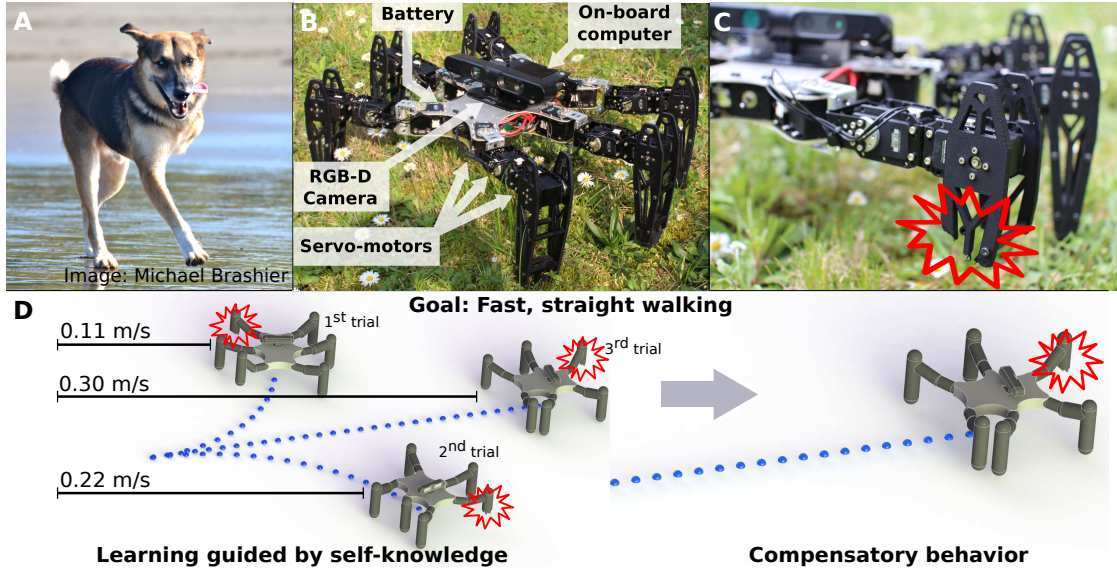 A
Image: Michael Brashier
B
Battery
On-board
computer
RGB-D
Camera
Servo-motors
C
D
Goal: Fast, straight walking
0.11 m/s
1st trial
3rd trial
0.30 m/s
2nd trial
0.22 m/s
Learning guided by self-knowledge
Compensatory behavior